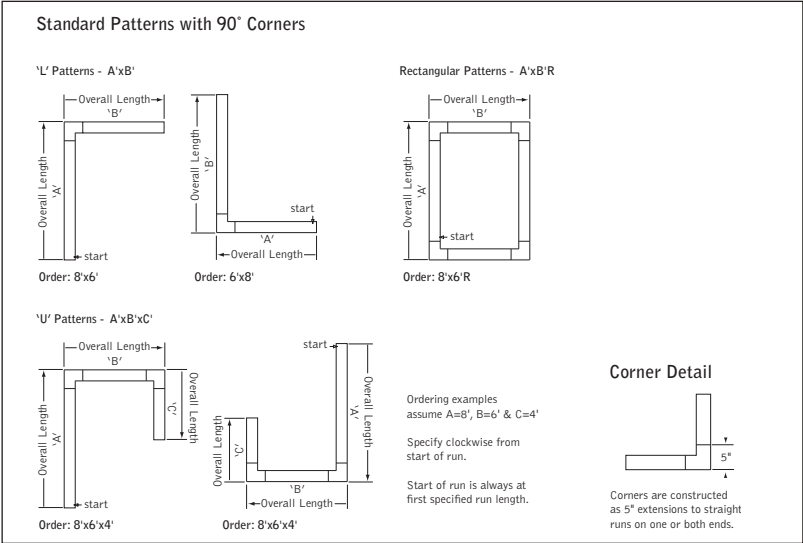 Standard Patterns with 90° Corners
‘L’ Patterns - A'xB'
Overall Length
‘B’
Overall Length
‘A’
start
Order: 8'x6'
Overall Length
‘B’
start
‘A’
Overall Length
Order: 6'x8'
Rectangular Patterns - A'xB'R
Overall Length
‘B’
Overall Length
‘A’
start
Order: 8'x6'R
‘U’ Patterns - A'xB'xC'
Overall Length
‘B’
Overall Length
‘A’
Overall Length
‘C’
start
Order: 8'x6'x4'
start
Overall Length
‘A’
Overall Length
‘C’
‘B’
Overall Length
Order: 8'x6'x4'
Ordering examples
assume A=8', B=6' & C=4'
Specify clockwise from
start of run.
Start of run is always at
first specified run length.
Corner Detail
5"
Corners are constructed
as 5" extensions to straight
runs on one or both ends.